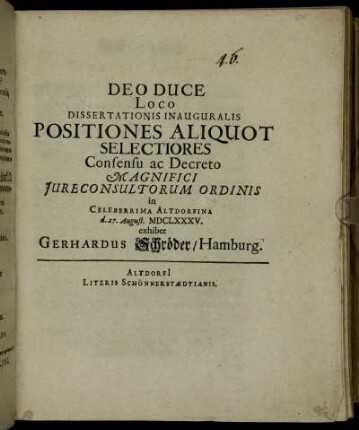 46.
DEO DUCE
LOCO
DISSERTATIONIS INAUGURALIS
POSITIONES ALIQUOT
SELECTIORES
Consensu ac Decreto
MAGNIFICI
JURECONSULTORUM ORDINIS
in
CELEBERRIMA ALTDORFINA
d. 27. August. MDCLXXXV.
exhibet
GERHARDUS Schröder/Hamburg.
ALTDORFI
LITERIS SCHÖNNERSTÆDTIANIS.